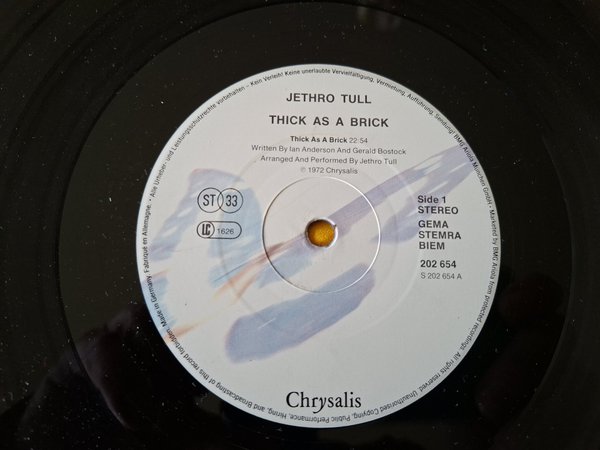 JETHRO TULL
THICK AS A BRICK
Thick As A Brick 22:54
Written By Ian Anderson And Gerald Bostock
Arranged And Performed By Jethro Tull
℗ 1972 Chrysalis
ST 33
LC 1626
Side 1
STEREO
GEMA
STEMRA
BIEM
202 654
S 202 654 A
Chrysalis
Alle Urheber- und Leistungsschutzrechte vorbehalten - Kein Verleih! Keine unerlaubte Vervielfältigung, Vermietung, Aufführung, Sendung! BMG Ariola München GmbH · Marketed by BMG Ariola from protected recordings. All rights reserved. Unauthorised Copying, Public Performance, Hiring, and Broadcasting of this record forbidden. Made in Germany. Fabriqué en Allemagne.